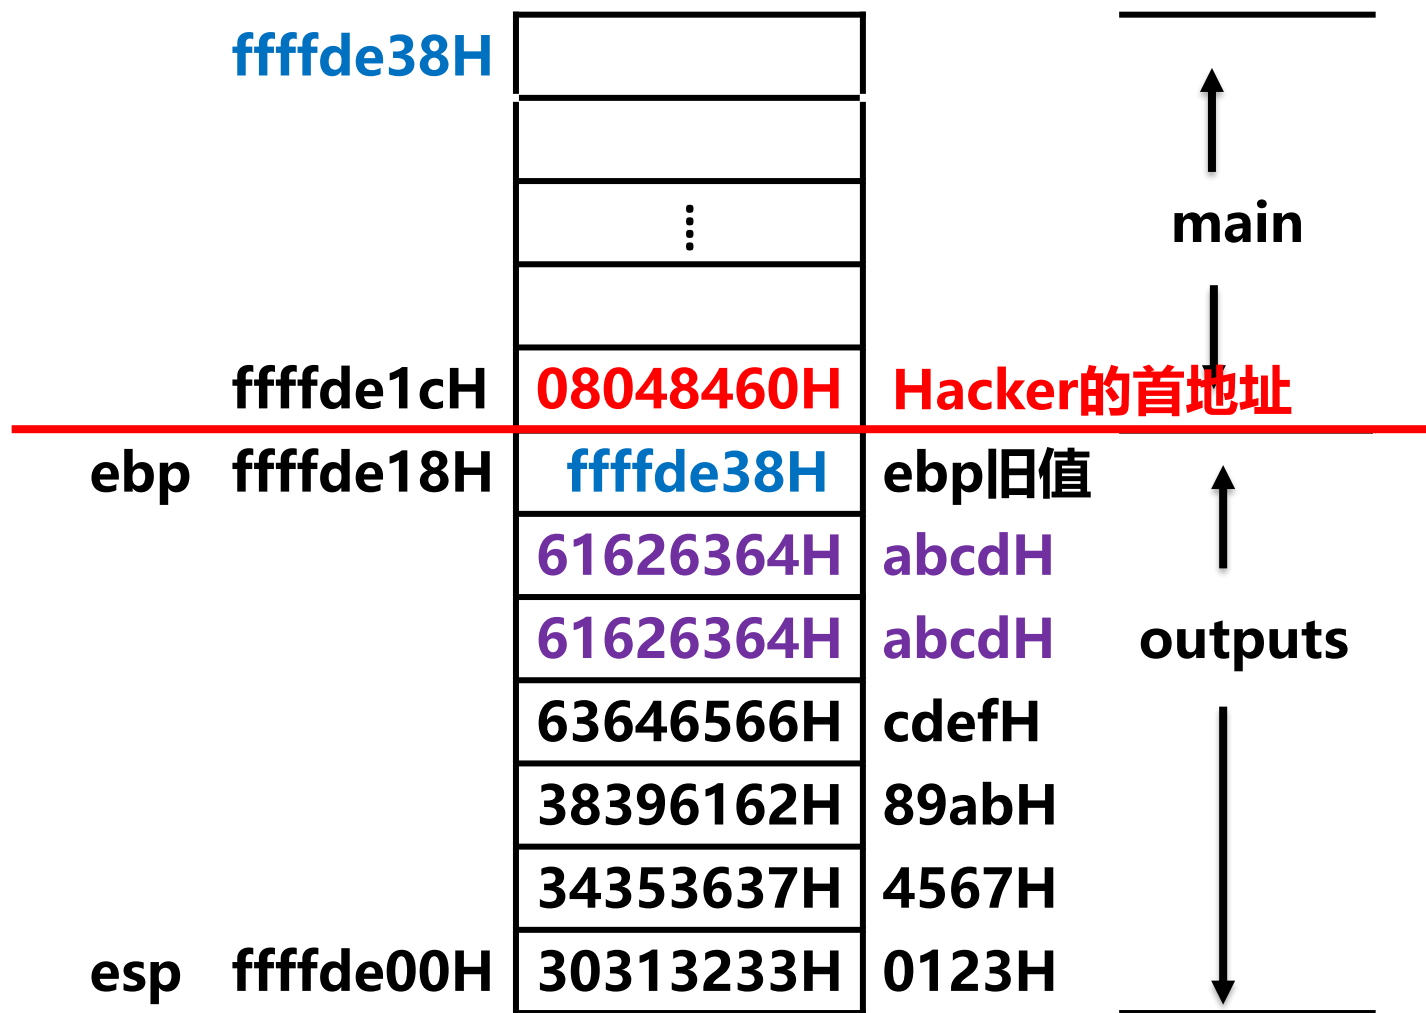 ffffde38H
⋮
main
ffffde1cH 08048460H Hacker的首地址
ebp ffffde18H ffffde38H ebp旧值
61626364H abcdH
61626364H abcdH outputs
63646566H cdefH
38396162H 89abH
34353637H 4567H
esp ffffde00H 30313233H 0123H